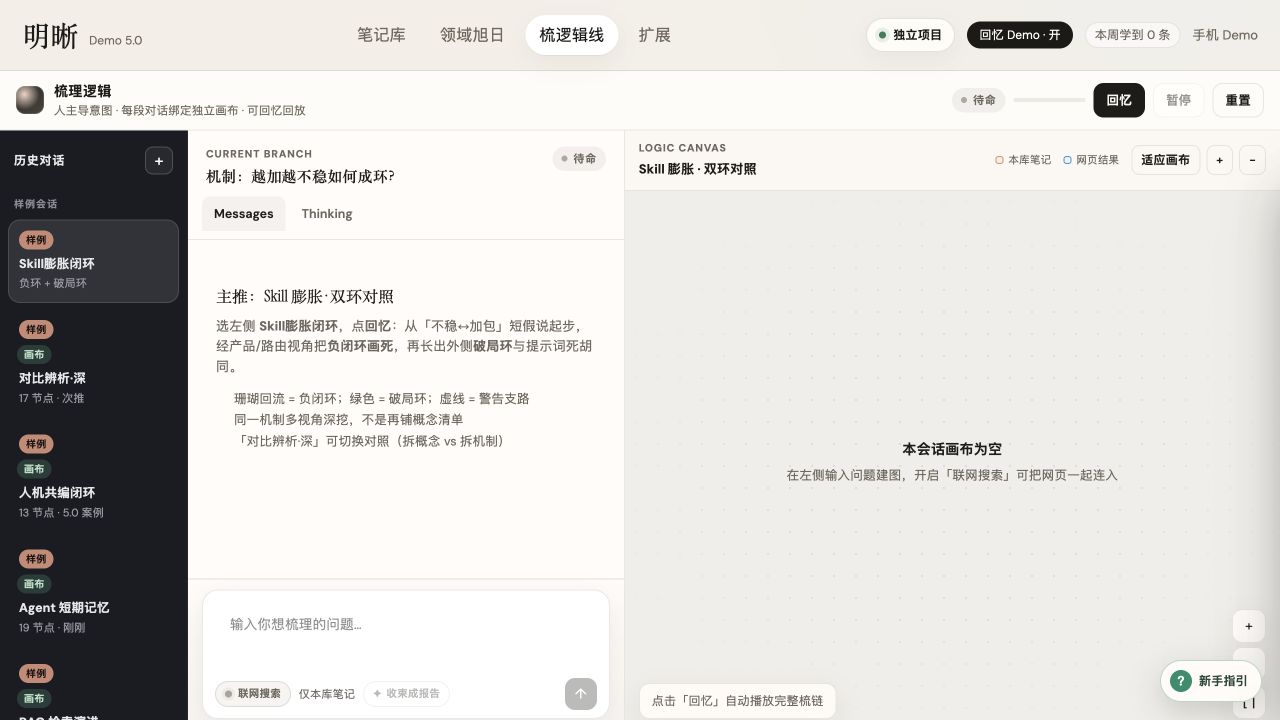 明晰 Demo 5.0
笔记库 领域旭日 梳逻辑线 扩展
独立项目 回忆 Demo · 开 本周学到 0 条 手机 Demo
梳理逻辑
人主导意图 · 每段对话绑定独立画布 · 可回忆回放
待命 回忆 暂停 重置
历史对话 +
样例会话
样例
Skill膨胀闭环
负环 + 破局环
样例
画布
对比辨析·深
17 节点 · 次推
样例
画布
人机共编闭环
13 节点 · 5.0 案例
样例
画布
Agent 短期记忆
19 节点 · 刚刚
样例
画布
CURRENT BRANCH
机制：越加越不稳如何成环？
待命
Messages Thinking
主推：Skill 膨胀 · 双环对照
选左侧 Skill膨胀闭环，点回忆：从「不稳↔加包」短假说起步，
经产品/路由视角把负闭环画死，再长出外侧破局环与提示词死胡
同。
珊瑚回流 = 负闭环；绿色 = 破局环；虚线 = 警告支路
同一机制多视角深挖，不是再铺概念清单
「对比辨析·深」可切换对照（拆概念 vs 拆机制）
输入你想梳理的问题…
联网搜索 仅本库笔记 ✦ 收束成报告
LOGIC CANVAS
Skill 膨胀 · 双环对照
本库笔记 网页结果 适应画布 + −
本会话画布为空
在左侧输入问题建图，开启「联网搜索」可把网页一起连入
点击「回忆」自动播放完整梳链
+
? 新手指引